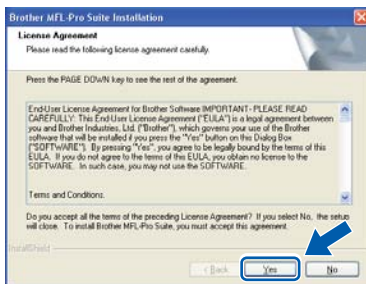 Brother MFL-Pro Suite Installation
License Agreement
Please read the following license agreement carefully.
Press the PAGE DOWN key to see the rest of the agreement.
End-User License Agreement for Brother Software IMPORTANT- PLEASE READ
CAREFULLY: This End-User License Agreement ("EULA") is a legal agreement between
you and Brother Industries, Ltd. ("Brother"), which governs your use of the Brother
software that will be installed if you press the "Yes" button on this Dialog Box
("SOFTWARE"). By pressing "Yes", you agree to be legally bound by the terms of this
EULA. If you do not agree to the terms of this EULA, you obtain no license to the
SOFTWARE. In such case, you may not use the SOFTWARE.
Terms and Conditions.
Do you accept all the terms of the preceding License Agreement? If you select No, the setup
will close. To install Brother MFL-Pro Suite, you must accept this agreement.
InstallShield
< Back Yes No